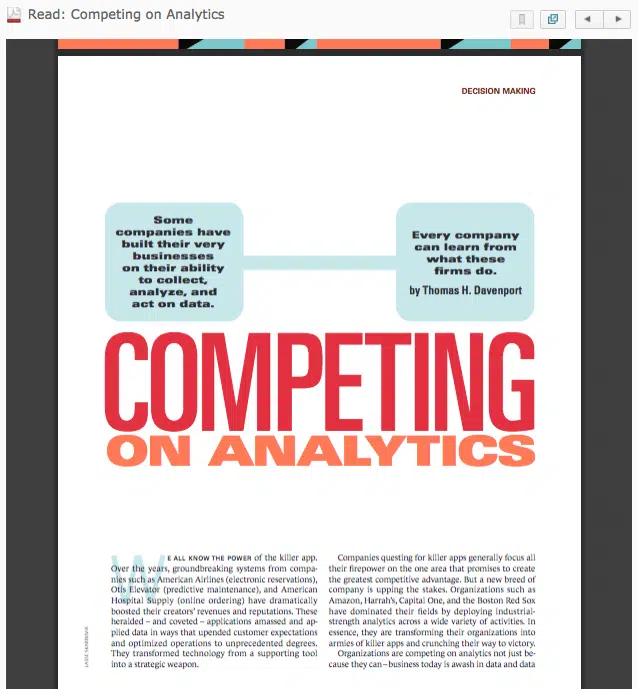 Read: Competing on Analytics
DECISION MAKING
Some
companies have
built their very
businesses
on their ability
to collect,
analyze, and
act on data.
Every company
can learn from
what these
firms do.
by Thomas H. Davenport
COMPETING
ON ANALYTICS
WE ALL KNOW THE POWER of the killer app.
Over the years, groundbreaking systems from compa-
nies such as American Airlines (electronic reservations),
Otis Elevator (predictive maintenance), and American
Hospital Supply (online ordering) have dramatically
boosted their creators' revenues and reputations. These
heralded – and coveted – applications amassed and ap-
plied data in ways that upended customer expectations
and optimized operations to unprecedented degrees.
They transformed technology from a supporting tool
into a strategic weapon.
Companies questing for killer apps generally focus all
their firepower on the one area that promises to create
the greatest competitive advantage. But a new breed of
company is upping the stakes. Organizations such as
Amazon, Harrah's, Capital One, and the Boston Red Sox
have dominated their fields by deploying industrial-
strength analytics across a wide variety of activities. In
essence, they are transforming their organizations into
armies of killer apps and crunching their way to victory.
Organizations are competing on analytics not just be-
cause they can – business today is awash in data and data